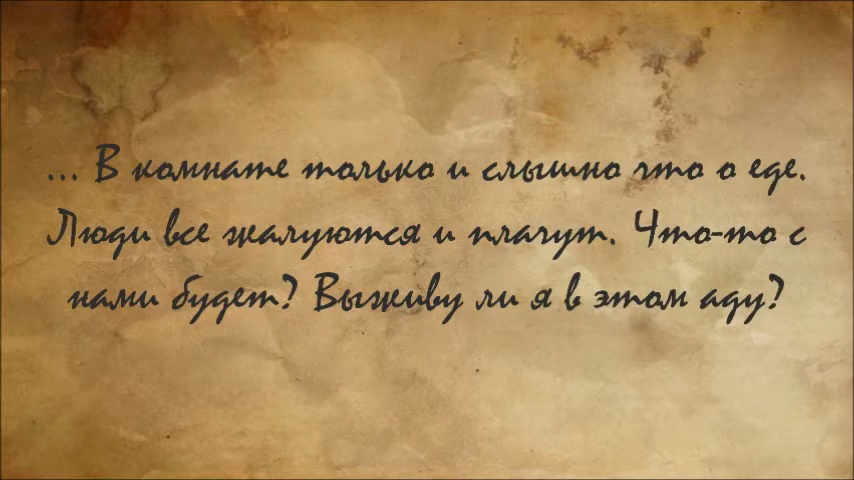 ... В комнате только и слышно что о еде.
Люди все жалуются и плачут. Что-то с
нами будет? Выживу ли я в этом аду?